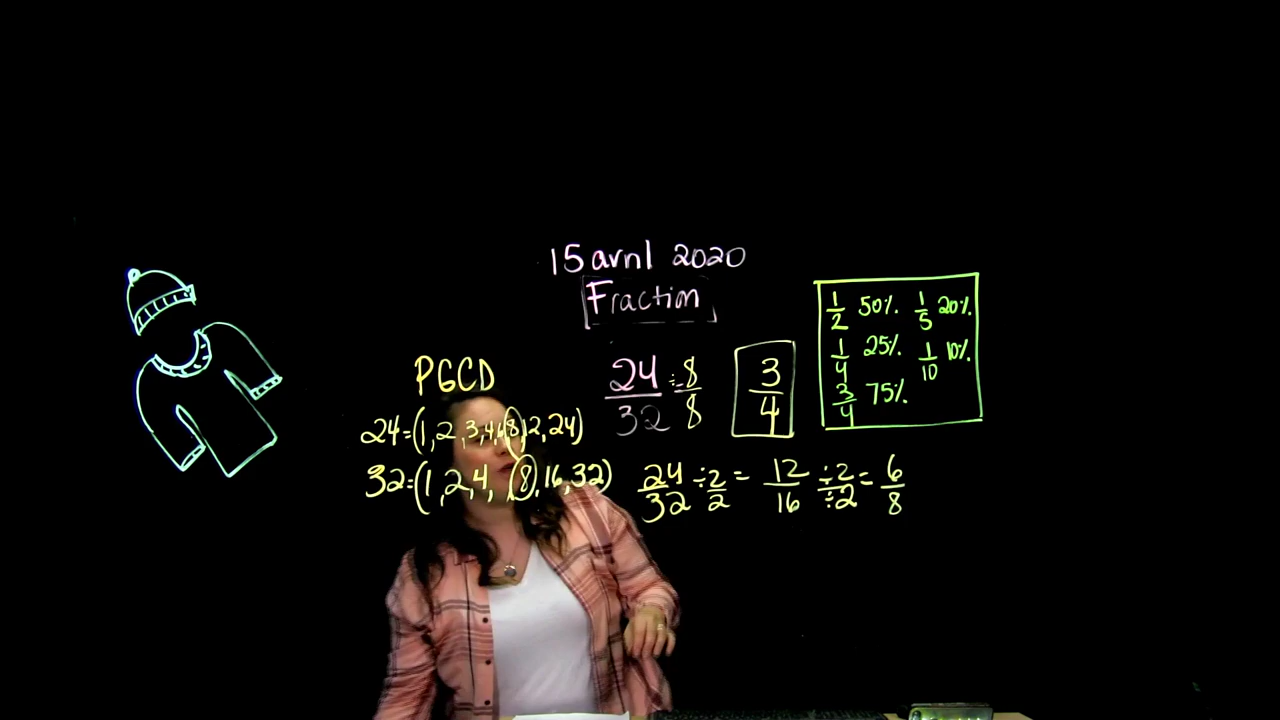 15 avril 2020
Fraction
1/2 50% 1/5 20%
1/4 25% 1/10 10%
3/4 75%
24/32 ÷ 8/8
3/4
PGCD
24=(1,2,3,4,6,8,12,24)
32=(1,2,4, ,8,16,32)
24/32 ÷ 2/2 = 12/16 ÷2/÷2 = 6/8